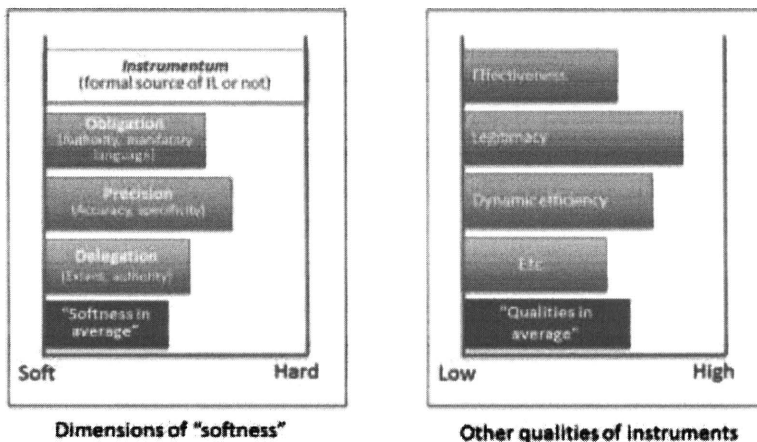 Instrumentum
(formal source of IL or not)
Obligation
(Authority, mandatory
language)
Precision
(Accuracy, specificity)
Delegation
(Extent, authority)
"Softness in
average"
Soft Hard
Dimensions of "softness"
Effectiveness
Legitimacy
Dynamic efficiency
Etc
"Qualities in
average"
Low High
Other qualities of instruments